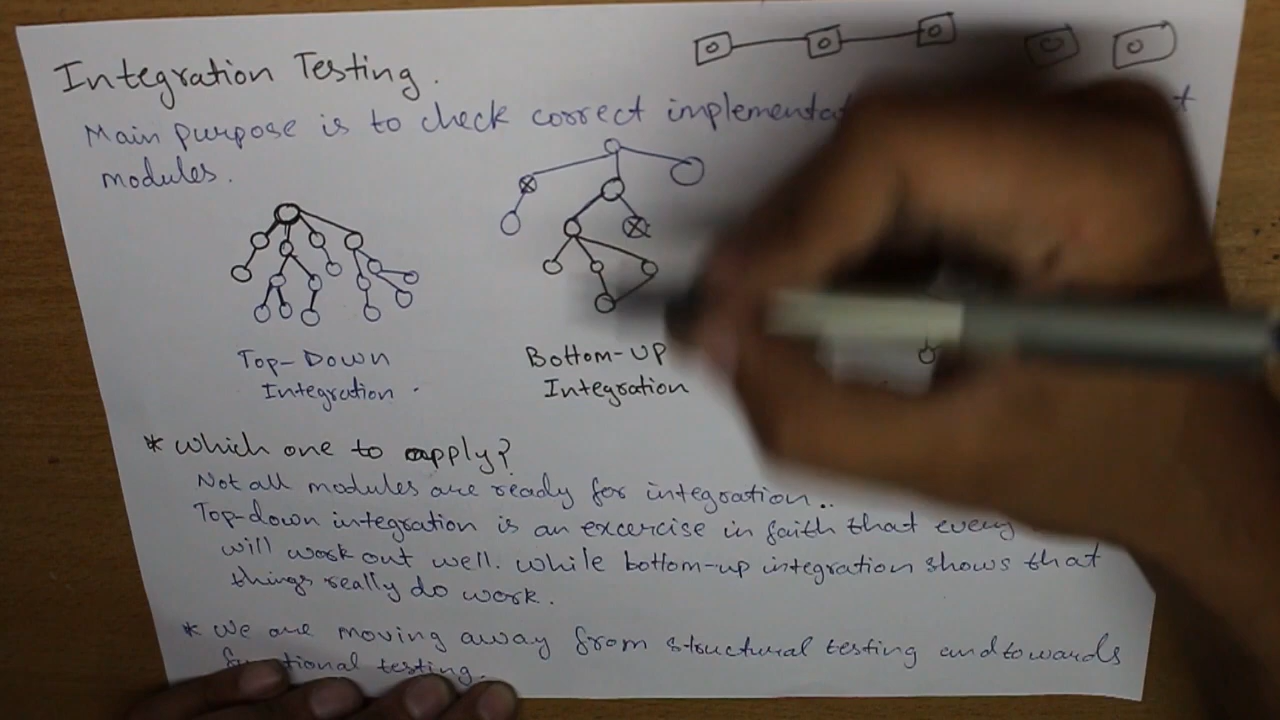 Integration Testing.
Main purpose is to check correct
modules.
Top-Down
Integration
Bottom-UP
Integration
* which one to apply?
Not all modules are ready for integration..
Top-down integration is an excercise in faith that every
will work out well. while bottom-up integration shows that
things really do work.
* we are moving away from structural testing and towards
testing.